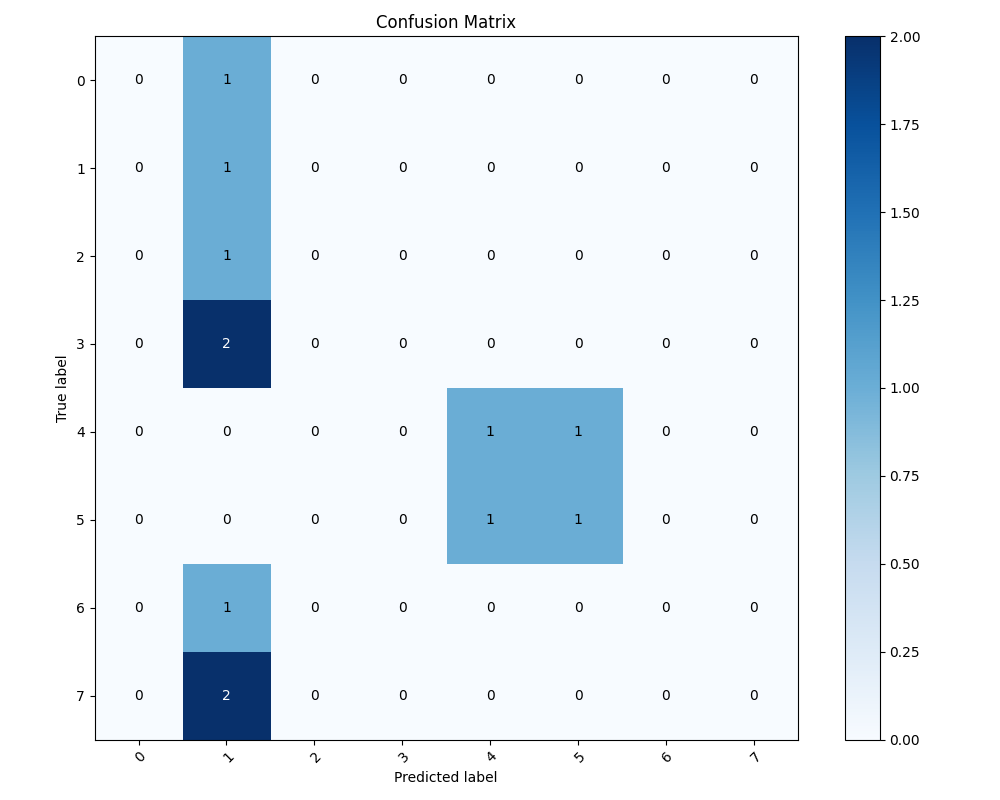 Confusion Matrix
0 0 1 0 0 0 0 0 0
1 0 1 0 0 0 0 0 0
2 0 1 0 0 0 0 0 0
3 0 2 0 0 0 0 0 0
4 0 0 0 0 1 1 0 0
5 0 0 0 0 1 1 0 0
6 0 1 0 0 0 0 0 0
7 0 2 0 0 0 0 0 0
0 1 2 3 4 5 6 7
True label
Predicted label
2.00
1.75
1.50
1.25
1.00
0.75
0.50
0.25
0.00